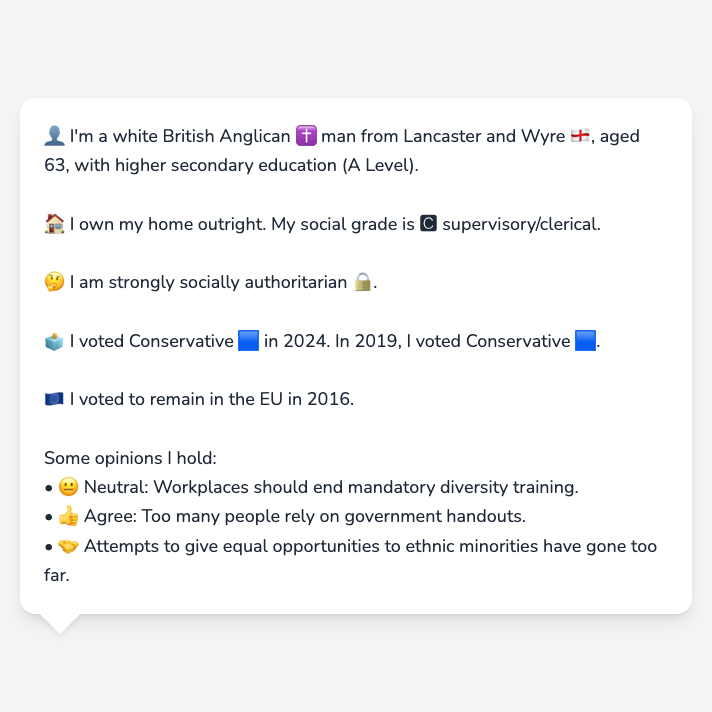 👤 I'm a white British Anglican ✝️ man from Lancaster and Wyre 🏴󠁧󠁢󠁥󠁮󠁧󠁿, aged
63, with higher secondary education (A Level).
🏠 I own my home outright. My social grade is 🅲 supervisory/clerical.
🤔 I am strongly socially authoritarian 🔒.
🗳️ I voted Conservative 🟦 in 2024. In 2019, I voted Conservative 🟦.
🇪🇺 I voted to remain in the EU in 2016.
Some opinions I hold:
• 😐 Neutral: Workplaces should end mandatory diversity training.
• 👍 Agree: Too many people rely on government handouts.
• 🤝 Attempts to give equal opportunities to ethnic minorities have gone too
far.